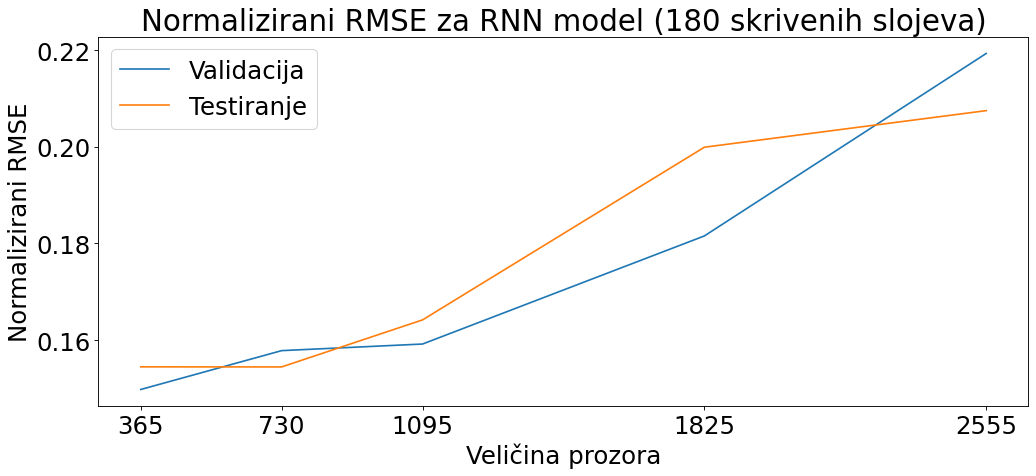 Normalizirani RMSE za RNN model (180 skrivenih slojeva)
Validacija
Testiranje
Normalizirani RMSE
0.22
0.20
0.18
0.16
365 730 1095 1825 2555
Veličina prozora